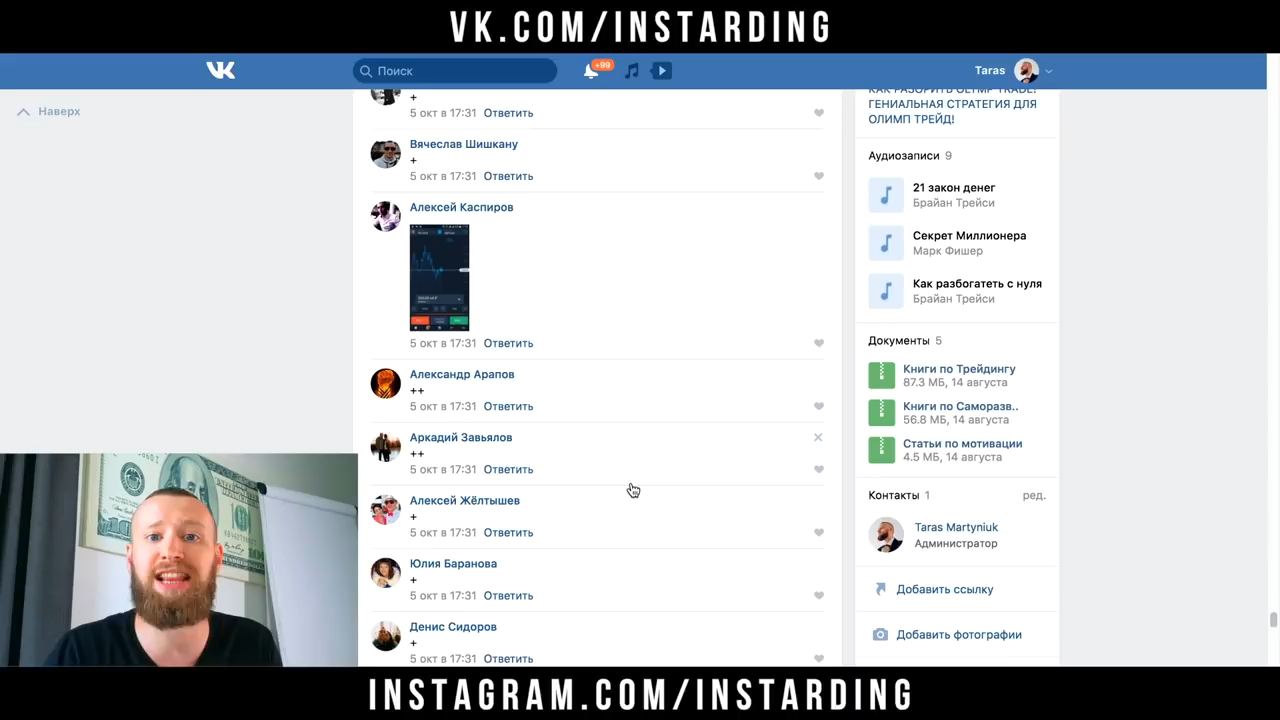 VK.COM/INSTARDING
Поиск
+99
Taras
Наверх
+
5 окт в 17:31 Ответить
Вячеслав Шишкану
+
5 окт в 17:31 Ответить
Алексей Каспиров
5 окт в 17:31 Ответить
Александр Арапов
++
5 окт в 17:31 Ответить
Аркадий Завьялов
++
5 окт в 17:31 Ответить
Алексей Жёлтышев
+
5 окт в 17:31 Ответить
Юлия Баранова
+
5 окт в 17:31 Ответить
Денис Сидоров
+
5 окт в 17:31 Ответить
КАК РАЗОРИТЬ OLYMP TRADE!
ГЕНИАЛЬНАЯ СТРАТЕГИЯ ДЛЯ
ОЛИМП ТРЕЙД!
Аудиозаписи 9
21 закон денег
Брайан Трейси
Секрет Миллионера
Марк Фишер
Как разбогатеть с нуля
Брайан Трейси
Документы 5
Книги по Трейдингу
87.3 МБ, 14 августа
Книги по Саморазв..
56.8 МБ, 14 августа
Статьи по мотивации
4.5 МБ, 14 августа
Контакты 1 ред.
Taras Martyniuk
Администратор
Добавить ссылку
Добавить фотографии
INSTAGRAM.COM/INSTARDING